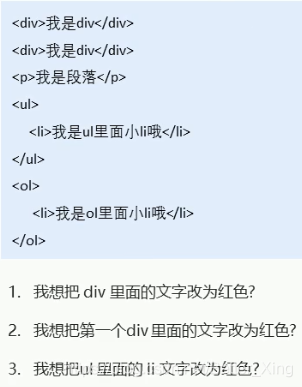 <div>我是div</div>
<div>我是div</div>
<p>我是段落</p>
<ul>
<li>我是ul里面小li哦</li>
</ul>
<ol>
<li>我是ol里面小li哦</li>
</ol>
1. 我想把 div 里面的文字改为红色?
2. 我想把第一个div 里面的文字改为红色?
3. 我想把ul 里面的 li 文字改为红色?